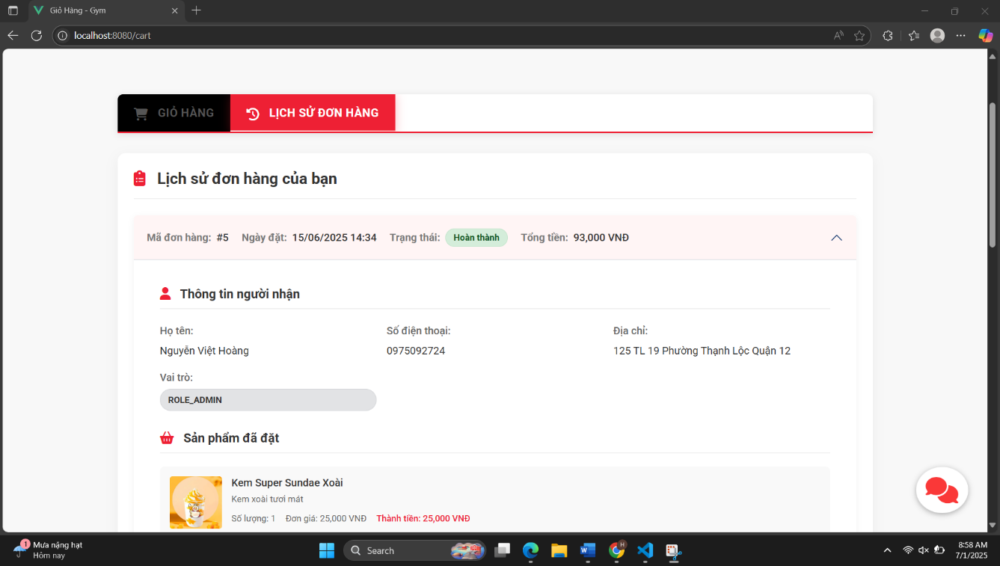 Giỏ Hàng - Gym
localhost:8080/cart
GIỎ HÀNG
LỊCH SỬ ĐƠN HÀNG
Lịch sử đơn hàng của bạn
Mã đơn hàng: #5 Ngày đặt: 15/06/2025 14:34 Trạng thái: Hoàn thành Tổng tiền: 93,000 VNĐ
Thông tin người nhận
Họ tên: Số điện thoại: Địa chỉ:
Nguyễn Việt Hoàng 0975092724 125 TL 19 Phường Thạnh Lộc Quận 12
Vai trò:
ROLE_ADMIN
Sản phẩm đã đặt
Kem Super Sundae Xoài
Kem xoài tươi mát
Số lượng: 1 Đơn giá: 25,000 VNĐ Thành tiền: 25,000 VNĐ
1 Mưa nặng hạt
Hôm nay
Search
H
8:58 AM
7/1/2025